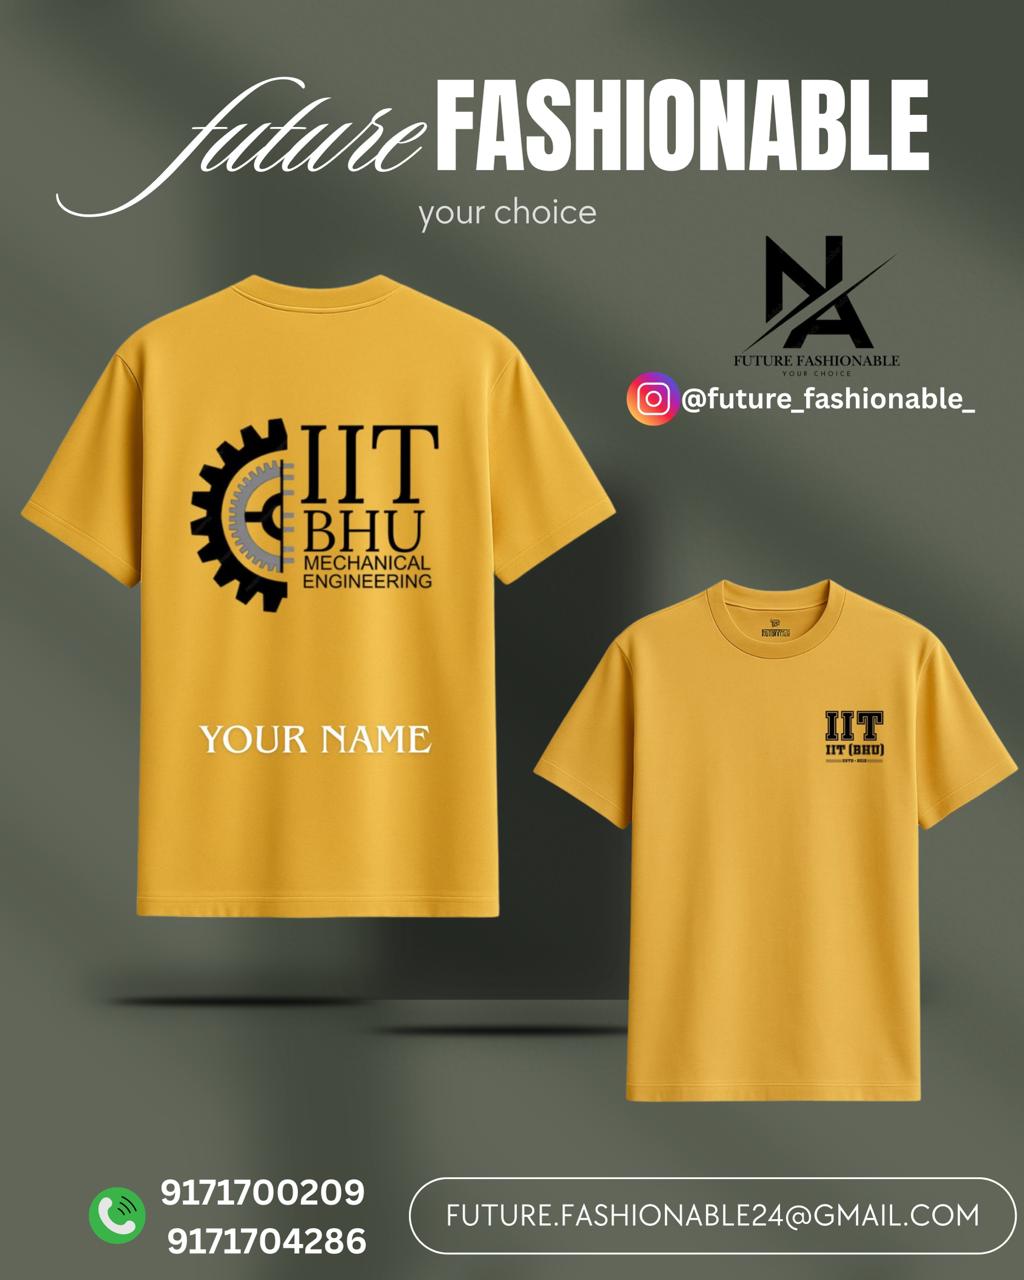 future FASHIONABLE
your choice
NA
FUTURE FASHIONABLE
YOUR CHOICE
@future_fashionable_
IIT
BHU
MECHANICAL
ENGINEERING
YOUR NAME
IIT
IIT (BHU)
9171700209
9171704286
FUTURE.FASHIONABLE24@GMAIL.COM